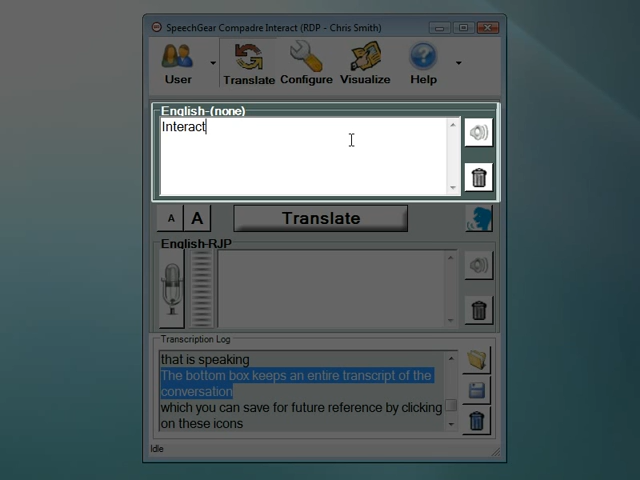 SpeechGear Compadre Interact (RDP - Chris Smith)
User
Translate
Configure
Visualize
Help
English-(none)
Interact
A
A
Translate
English-RJP
Transcription Log
that is speaking
The bottom box keeps an entire transcript of the
conversation
which you can save for future reference by clicking
on these icons
Idle